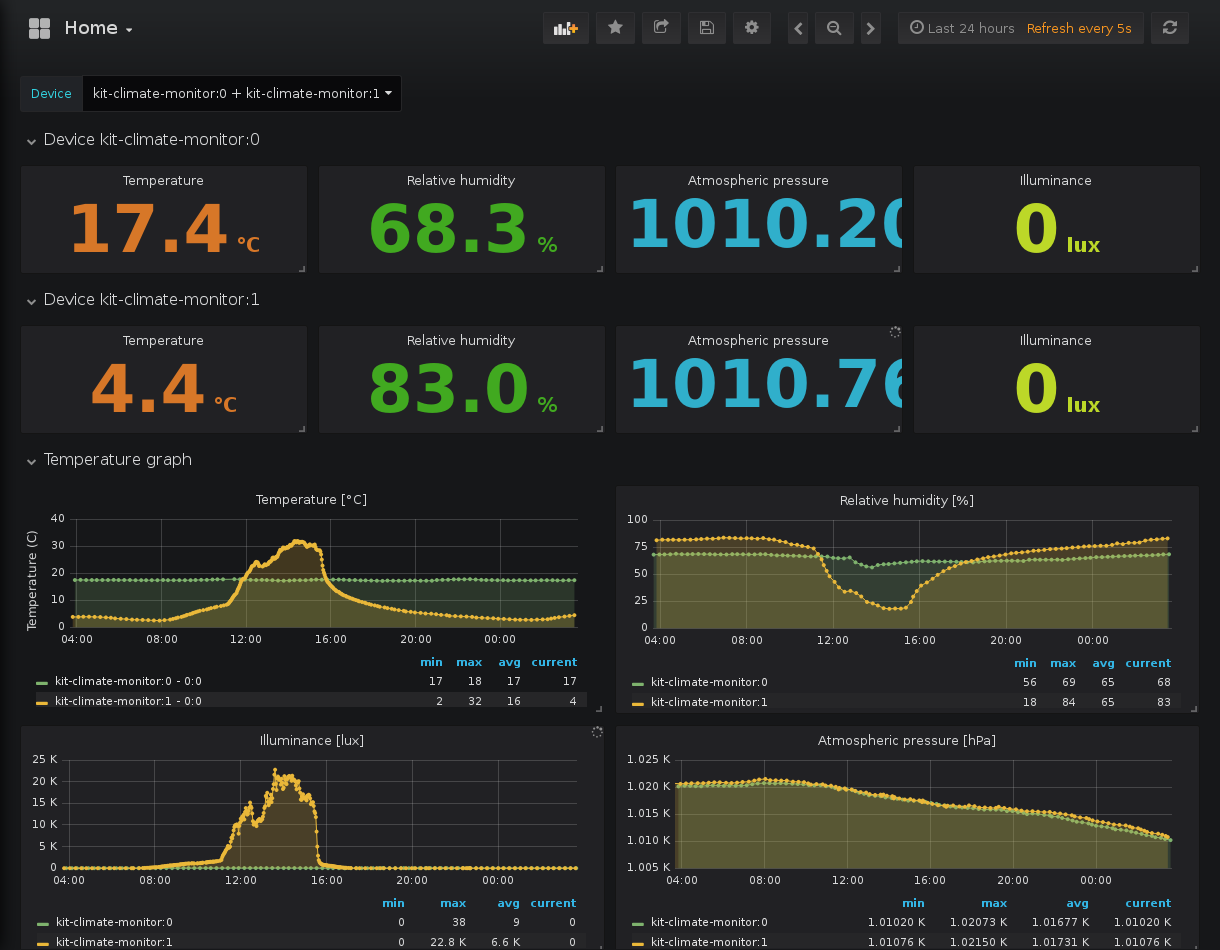 Home
Last 24 hours Refresh every 5s
Device kit-climate-monitor:0 + kit-climate-monitor:1
Device kit-climate-monitor:0
Temperature Relative humidity Atmospheric pressure Illuminance
17.4 °C 68.3 % 1010.20 0 lux
Device kit-climate-monitor:1
Temperature Relative humidity Atmospheric pressure Illuminance
4.4 °C 83.0 % 1010.76 0 lux
Temperature graph
Temperature [°C]
Temperature (C)
40
30
20
10
0
04:00 08:00 12:00 16:00 20:00 00:00
min max avg current
kit-climate-monitor:0 - 0:0 17 18 17 17
kit-climate-monitor:1 - 0:0 2 32 16 4
Relative humidity [%]
100
75
50
25
0
04:00 08:00 12:00 16:00 20:00 00:00
min max avg current
kit-climate-monitor:0 56 69 65 68
kit-climate-monitor:1 18 84 65 83
Illuminance [lux]
25 K
20 K
15 K
10 K
5 K
0
04:00 08:00 12:00 16:00 20:00 00:00
min max avg current
kit-climate-monitor:0 0 38 9 0
kit-climate-monitor:1 0 22.8 K 6.6 K 0
Atmospheric pressure [hPa]
1.025 K
1.020 K
1.015 K
1.010 K
1.005 K
04:00 08:00 12:00 16:00 20:00 00:00
min max avg current
kit-climate-monitor:0 1.01020 K 1.02073 K 1.01677 K 1.01020 K
kit-climate-monitor:1 1.01076 K 1.02150 K 1.01731 K 1.01076 K